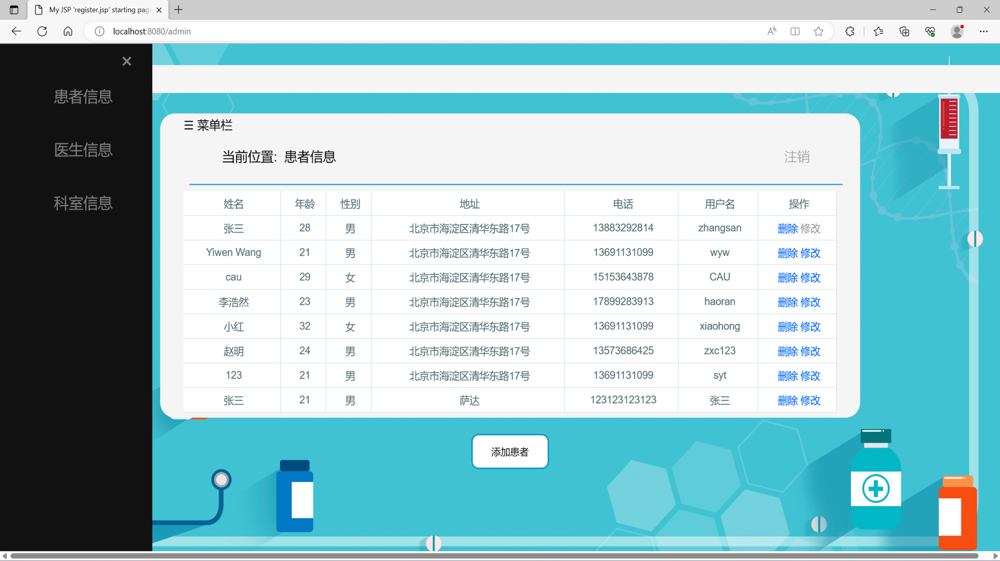 My JSP 'register.jsp' starting page
localhost:8080/admin
×
患者信息
医生信息
科室信息
☰ 菜单栏
当前位置: 患者信息 注销
姓名 年龄 性别 地址 电话 用户名 操作
张三 28 男 北京市海淀区清华东路17号 13883292814 zhangsan 删除 修改
Yiwen Wang 21 男 北京市海淀区清华东路17号 13691131099 wyw 删除 修改
cau 29 女 北京市海淀区清华东路17号 15153643878 CAU 删除 修改
李浩然 23 男 北京市海淀区清华东路17号 17899283913 haoran 删除 修改
小红 32 女 北京市海淀区清华东路17号 13691131099 xiaohong 删除 修改
赵明 24 男 北京市海淀区清华东路17号 13573686425 zxc123 删除 修改
123 21 男 北京市海淀区清华东路17号 13691131099 syt 删除 修改
张三 21 男 萨达 123123123123 张三 删除 修改
添加患者